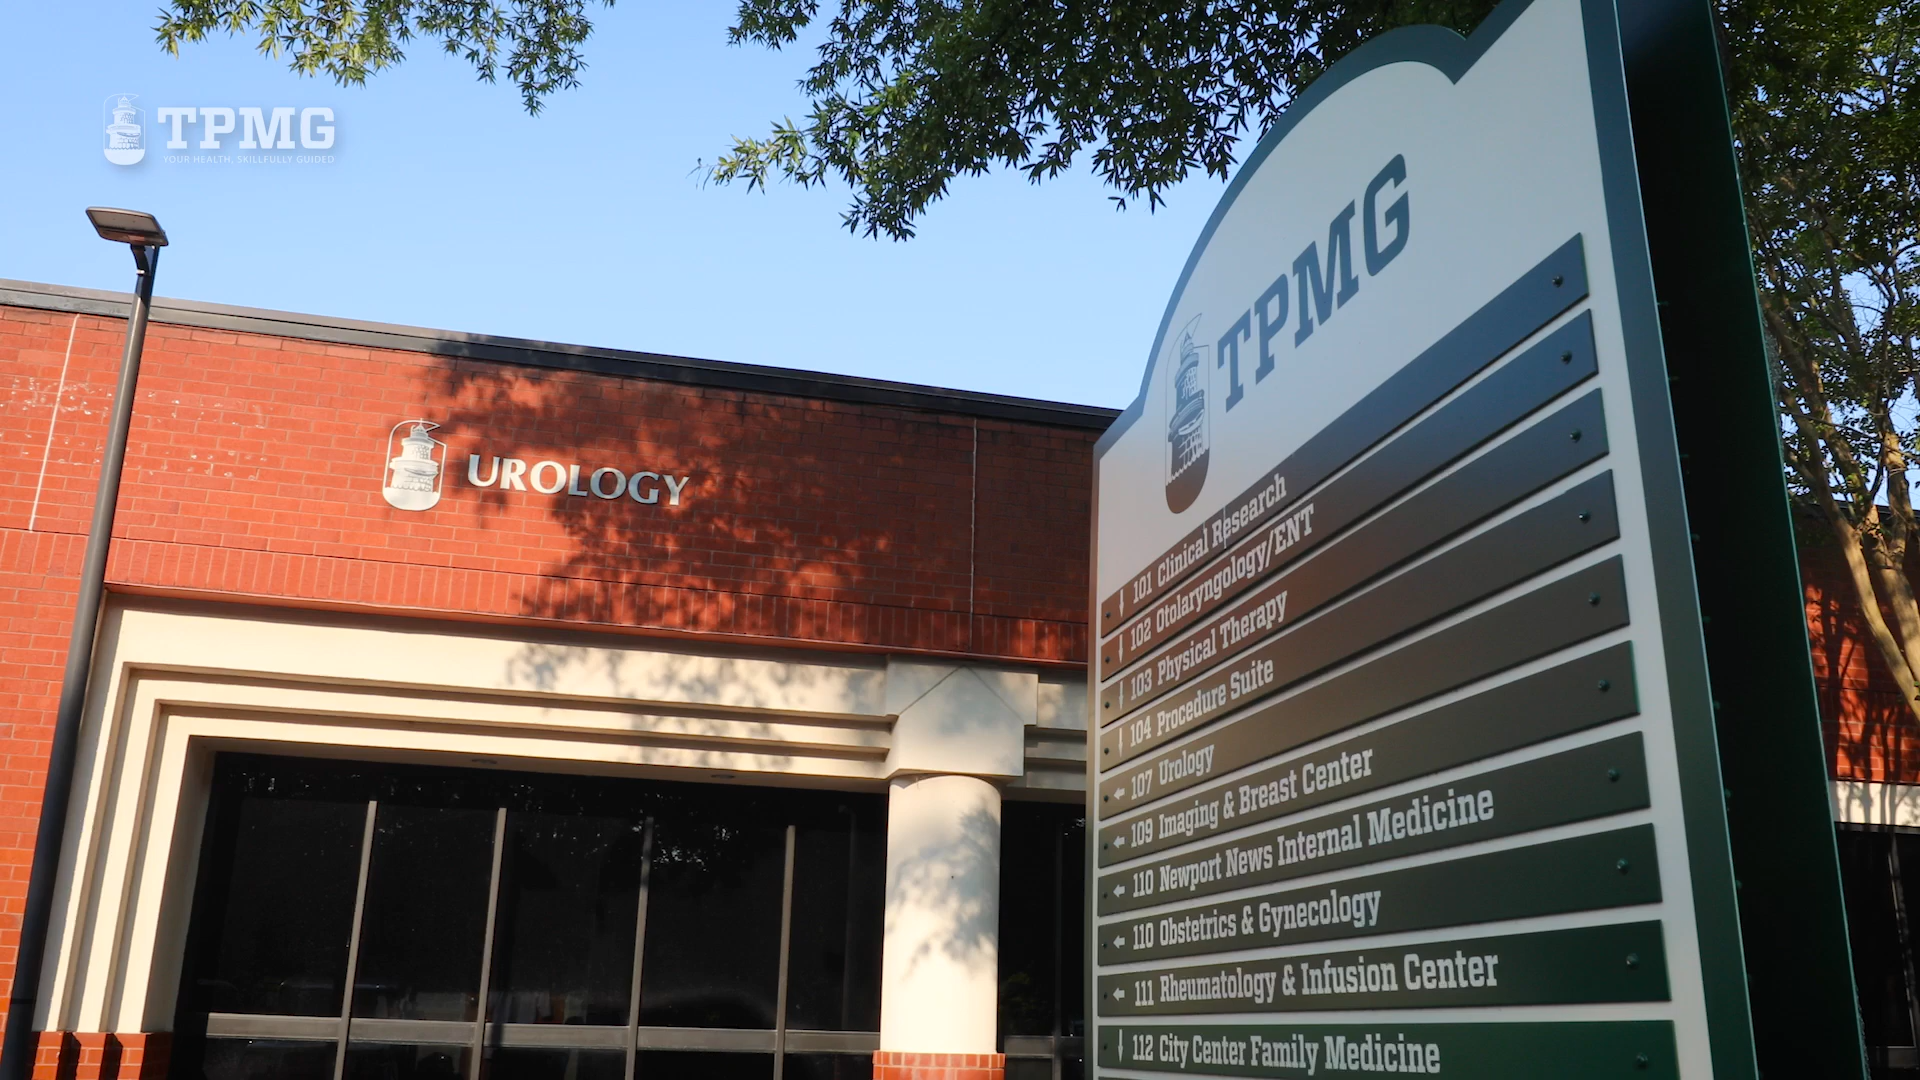 TPMG
YOUR HEALTH, SKILLFULLY GUIDED
UROLOGY
TPMG
↓ 101 Clinical Research
↓ 102 Otolaryngology/ENT
↓ 103 Physical Therapy
↓ 104 Procedure Suite
← 107 Urology
← 109 Imaging & Breast Center
← 110 Newport News Internal Medicine
← 110 Obstetrics & Gynecology
← 111 Rheumatology & Infusion Center
↓ 112 City Center Family Medicine